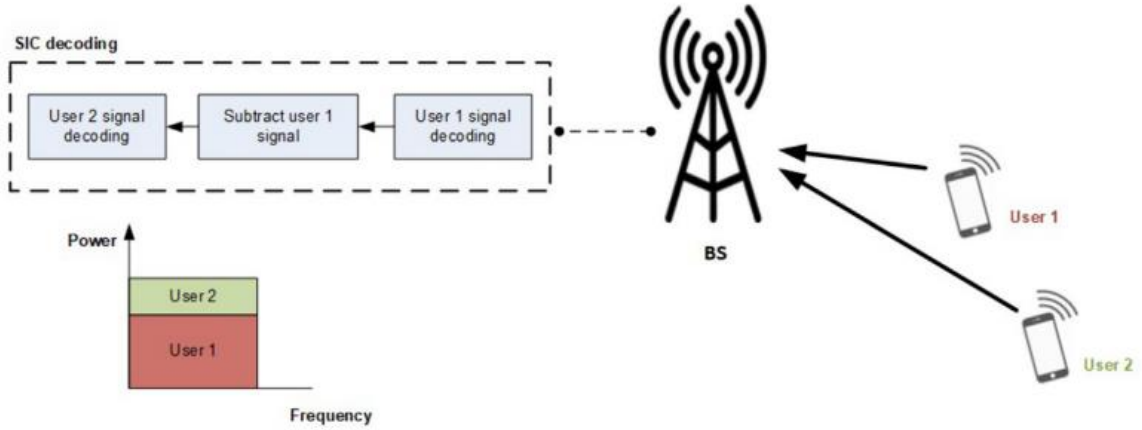 SIC decoding
User 2 signal
decoding
Subtract user 1
signal
User 1 signal
decoding
BS
User 1
User 2
Power
User 2
User 1
Frequency